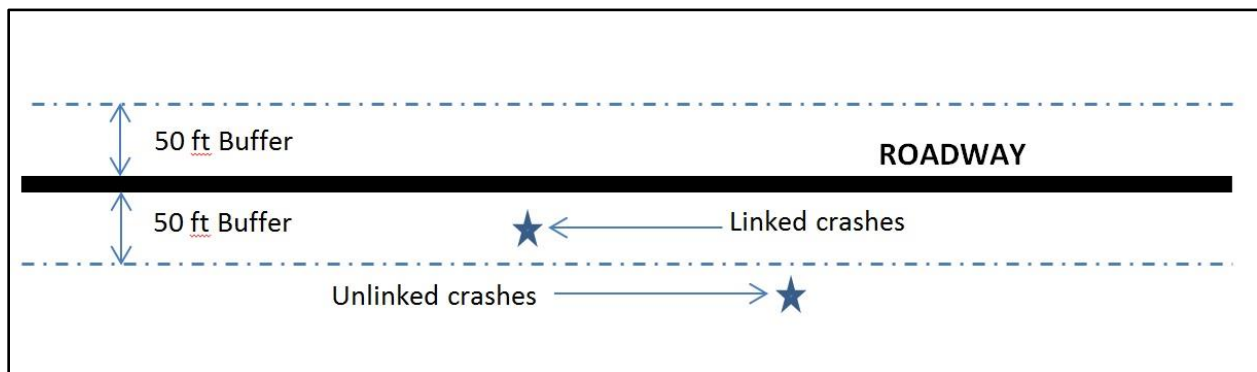 50 ft Buffer
ROADWAY
50 ft Buffer
Linked crashes
Unlinked crashes